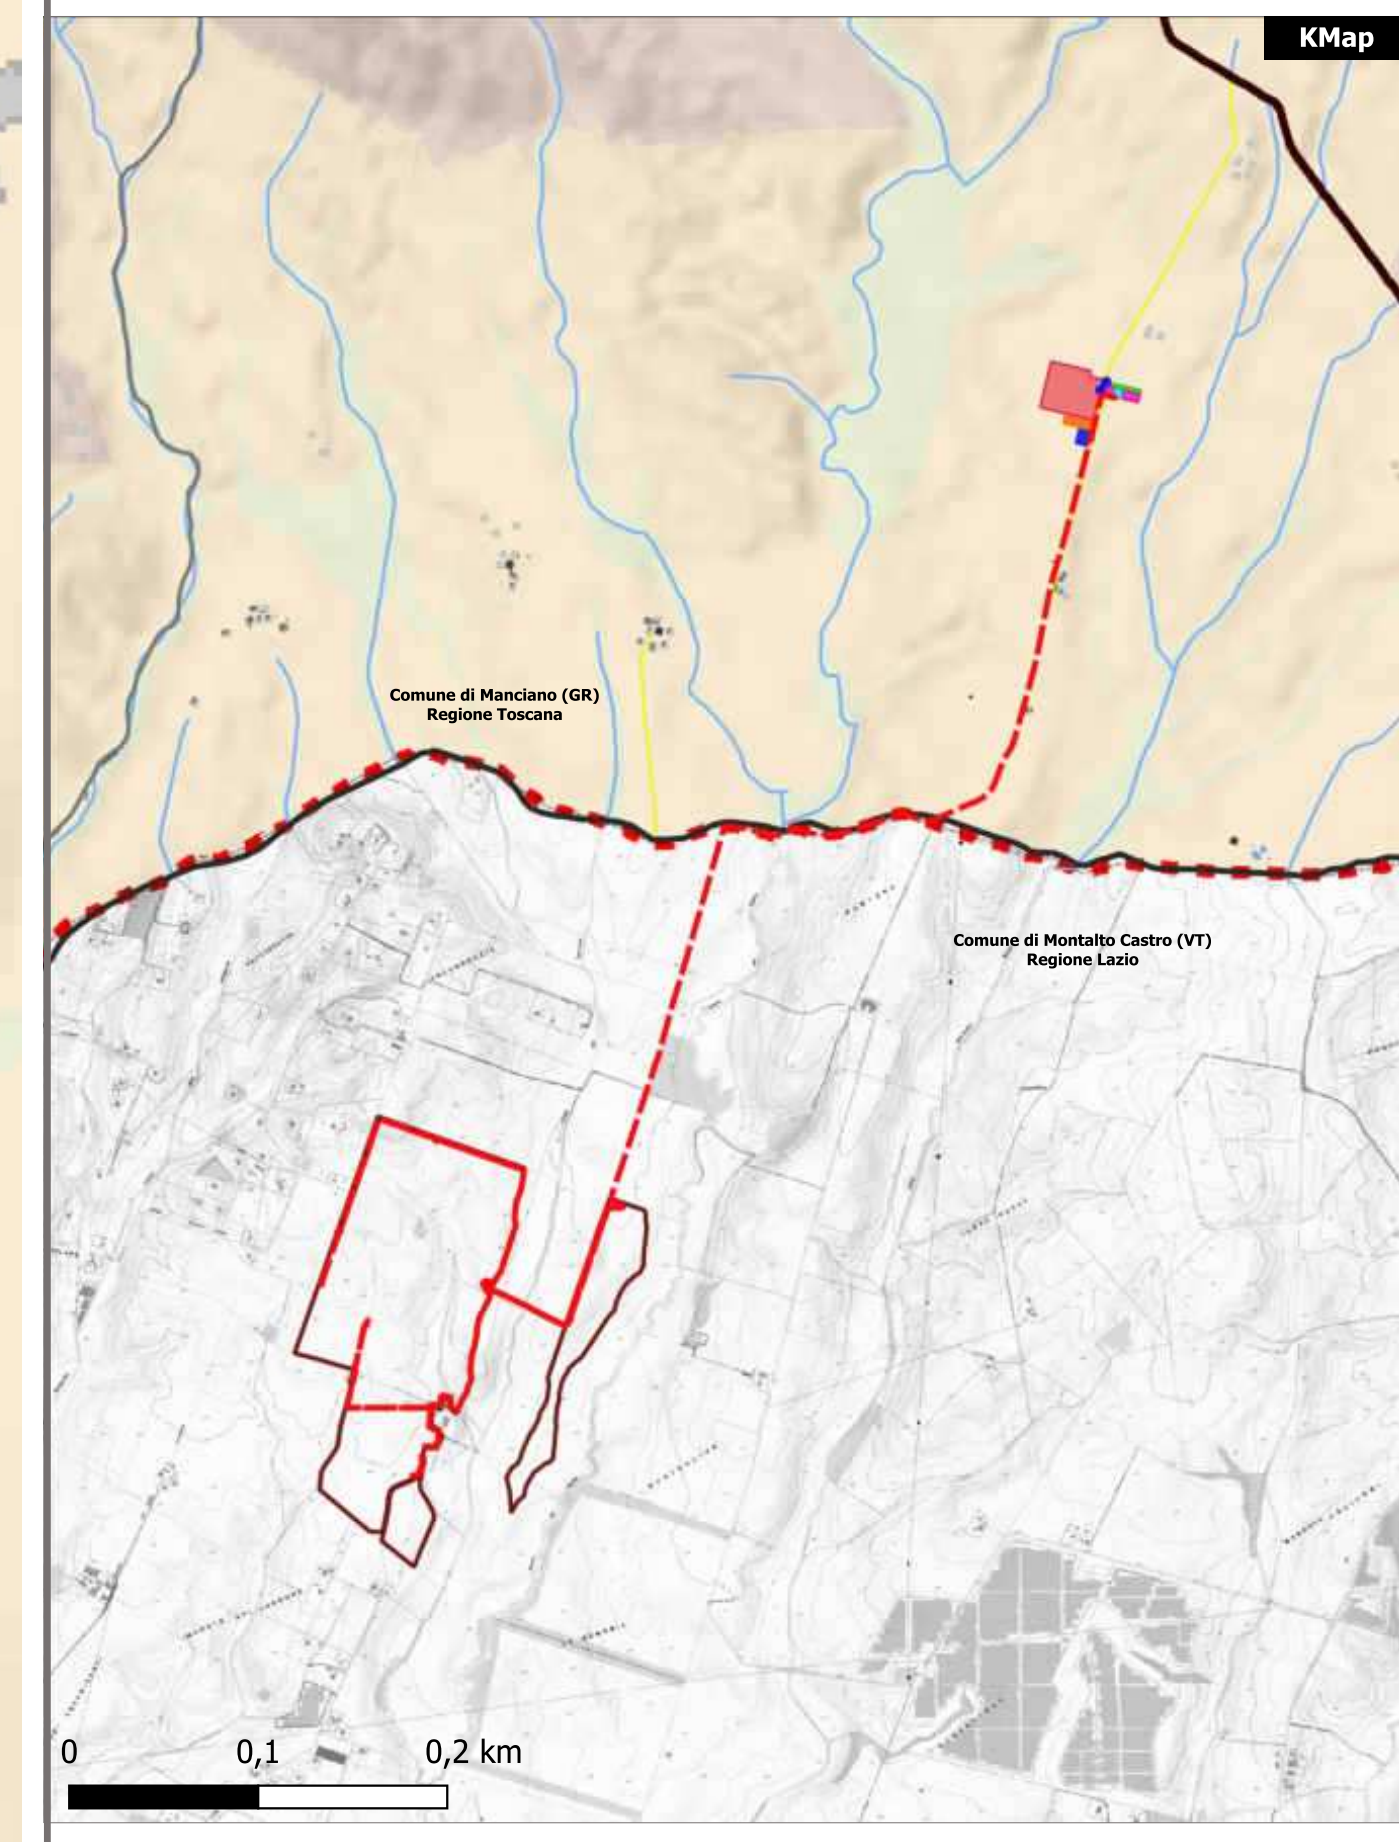 KMap
Comune di Manciano (GR)
Regione Toscana
Comune di Montalto Castro (VT)
Regione Lazio
0
0,1
0,2 km